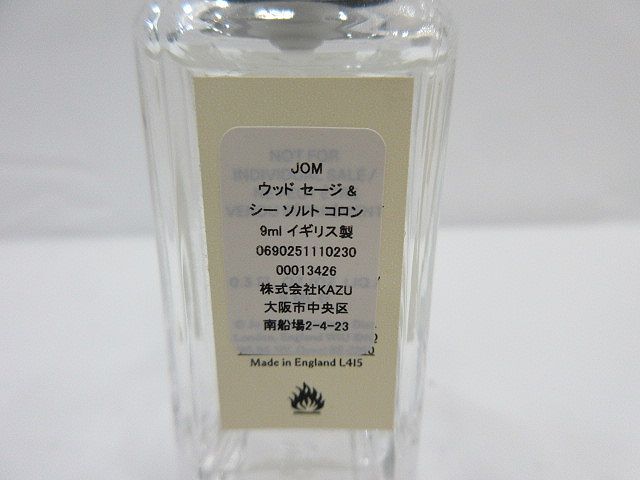 JOM
ウッド セージ &
シー ソルト コロン
9ml イギリス製
0690251110230
00013426
株式会社KAZU
大阪市中央区
南船場2-4-23
Made in England L415